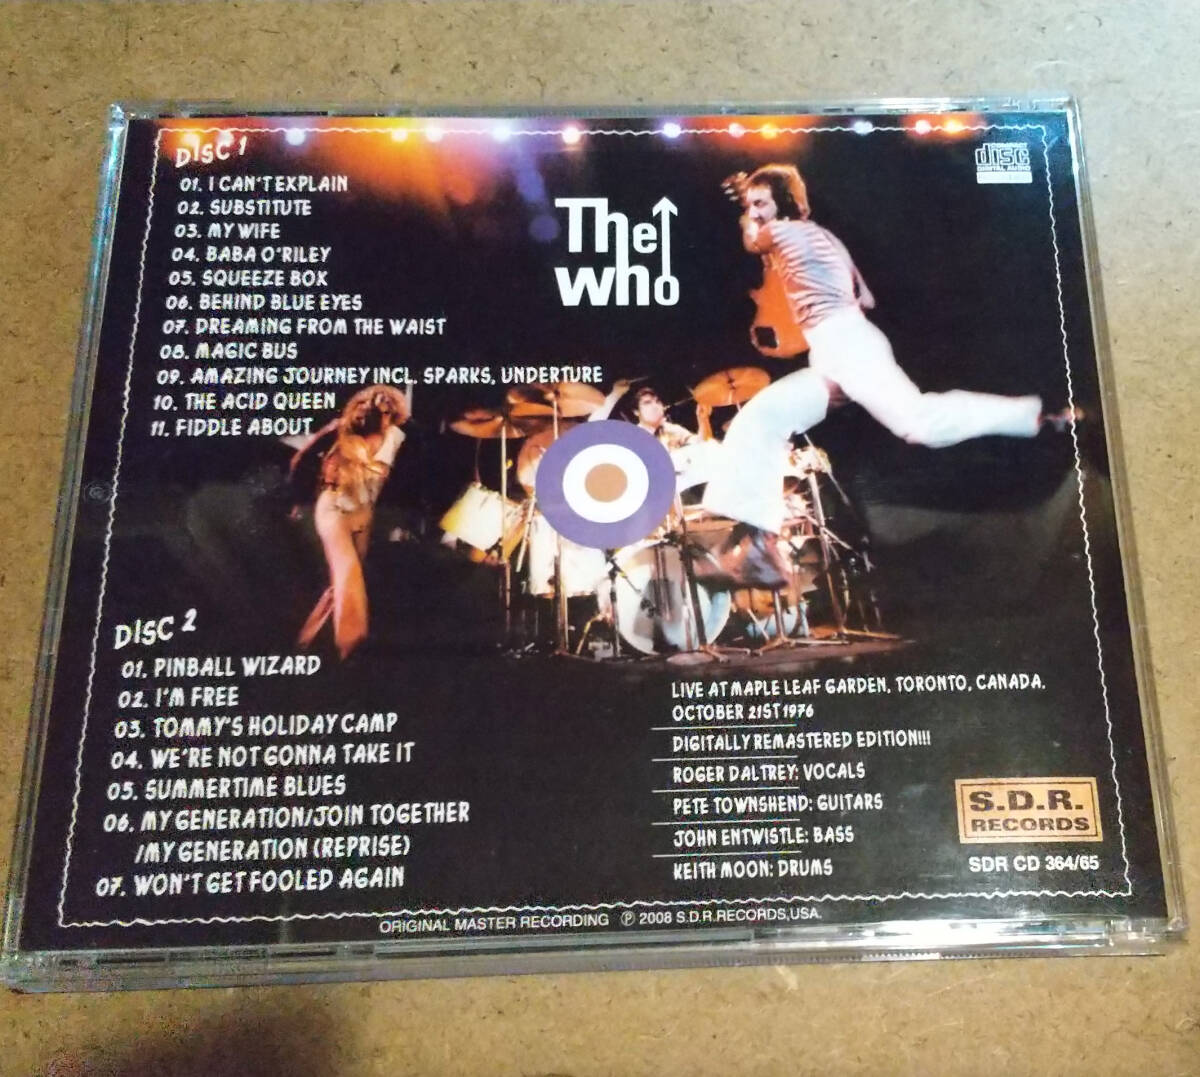 DISC 1
01. I CAN'T EXPLAIN
02. SUBSTITUTE
03. MY WIFE
04. BABA O'RILEY
05. SQUEEZE BOX
06. BEHIND BLUE EYES
07. DREAMING FROM THE WAIST
08. MAGIC BUS
09. AMAZING JOURNEY INCL. SPARKS, UNDERTURE
10. THE ACID QUEEN
11. FIDDLE ABOUT
The
who
COMPACT
disc
DIGITAL AUDIO
DISC 2
01. PINBALL WIZARD
02. I'M FREE
03. TOMMY'S HOLIDAY CAMP
04. WE'RE NOT GONNA TAKE IT
05. SUMMERTIME BLUES
06. MY GENERATION/JOIN TOGETHER
/MY GENERATION (REPRISE)
07. WON'T GET FOOLED AGAIN
LIVE AT MAPLE LEAF GARDEN, TORONTO, CANADA.
OCTOBER 21ST 1976
DIGITALLY REMASTERED EDITION!!!
ROGER DALTREY: VOCALS
PETE TOWNSHEND: GUITARS
JOHN ENTWISTLE: BASS
KEITH MOON: DRUMS
S.D.R.
RECORDS
SDR CD 364/65
ORIGINAL MASTER RECORDING ℗ 2008 S.D.R.RECORDS,USA.